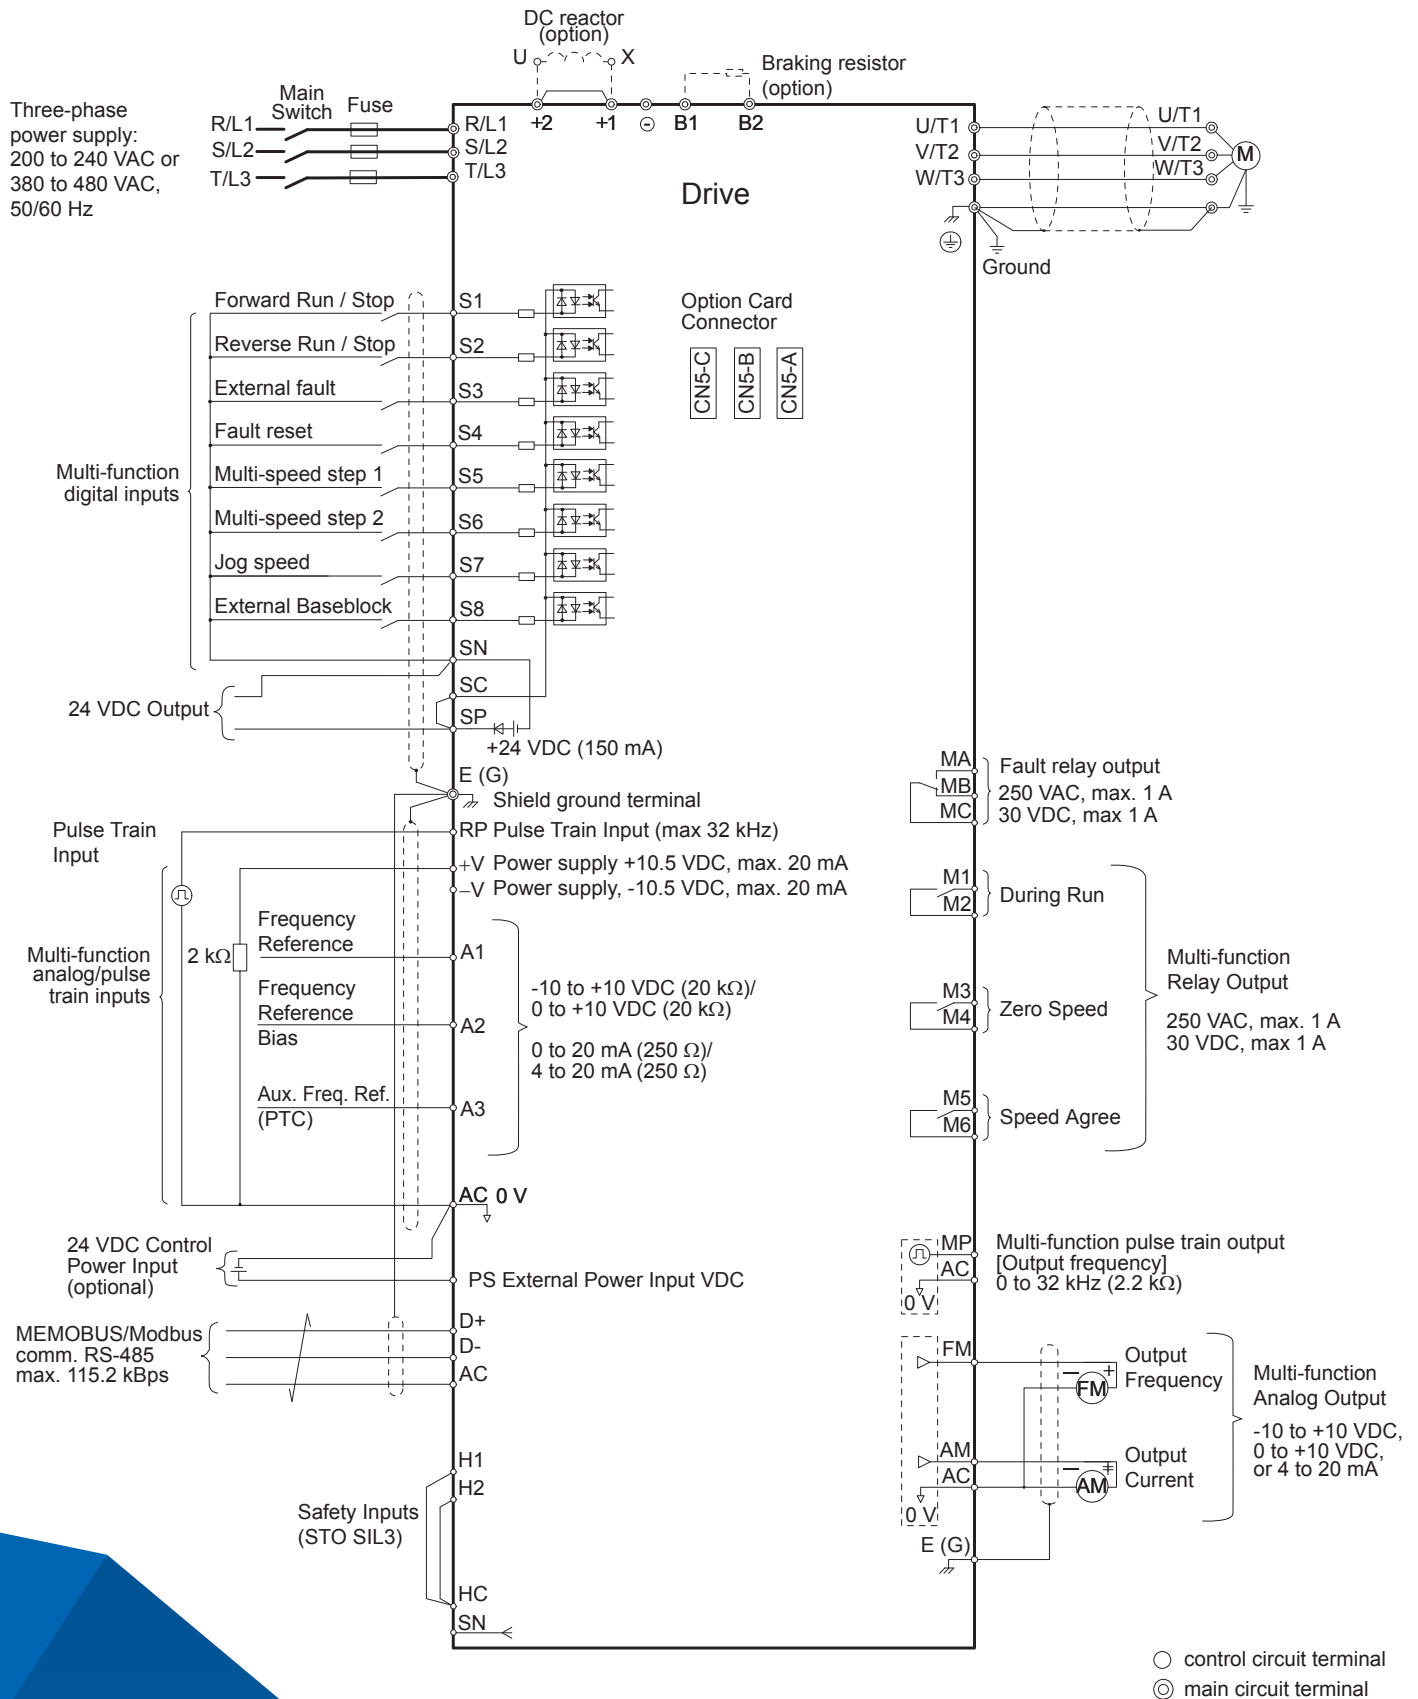 DC reactor
(option)
U
X
Braking resistor
(option)
Three-phase
power supply:
200 to 240 VAC or
380 to 480 VAC,
50/60 Hz
Main
Switch
Fuse
R/L1
S/L2
T/L3
R/L1
S/L2
T/L3
+2
+1
B1
B2
Drive
U/T1
V/T2
W/T3
U/T1
V/T2
W/T3
M
Ground
Option Card
Connector
CN5-C
CN5-B
CN5-A
Multi-function
digital inputs
Forward Run / Stop
S1
Reverse Run / Stop
S2
External fault
S3
Fault reset
S4
Multi-speed step 1
S5
Multi-speed step 2
S6
Jog speed
S7
External Baseblock
S8
SN
SC
SP
24 VDC Output
+24 VDC (150 mA)
E (G)
Shield ground terminal
Pulse Train
Input
RP Pulse Train Input (max 32 kHz)
+V Power supply +10.5 VDC, max. 20 mA
−V Power supply, -10.5 VDC, max. 20 mA
Multi-function
analog/pulse
train inputs
2 kΩ
Frequency
Reference
A1
Frequency
Reference
Bias
A2
Aux. Freq. Ref.
(PTC)
A3
-10 to +10 VDC (20 kΩ)/
0 to +10 VDC (20 kΩ)
0 to 20 mA (250 Ω)/
4 to 20 mA (250 Ω)
AC 0 V
24 VDC Control
Power Input
(optional)
PS External Power Input VDC
MEMOBUS/Modbus
comm. RS-485
max. 115.2 kBps
D+
D-
AC
H1
H2
Safety Inputs
(STO SIL3)
HC
SN
MA
MB
MC
Fault relay output
250 VAC, max. 1 A
30 VDC, max 1 A
M1
M2
During Run
M3
M4
Zero Speed
M5
M6
Speed Agree
Multi-function
Relay Output
250 VAC, max. 1 A
30 VDC, max 1 A
MP
AC
0 V
Multi-function pulse train output
[Output frequency]
0 to 32 kHz (2.2 kΩ)
FM
− +
FM
Output
Frequency
AM
AC
0 V
− +
AM
Output
Current
E (G)
Multi-function
Analog Output
-10 to +10 VDC,
0 to +10 VDC,
or 4 to 20 mA
control circuit terminal
main circuit terminal